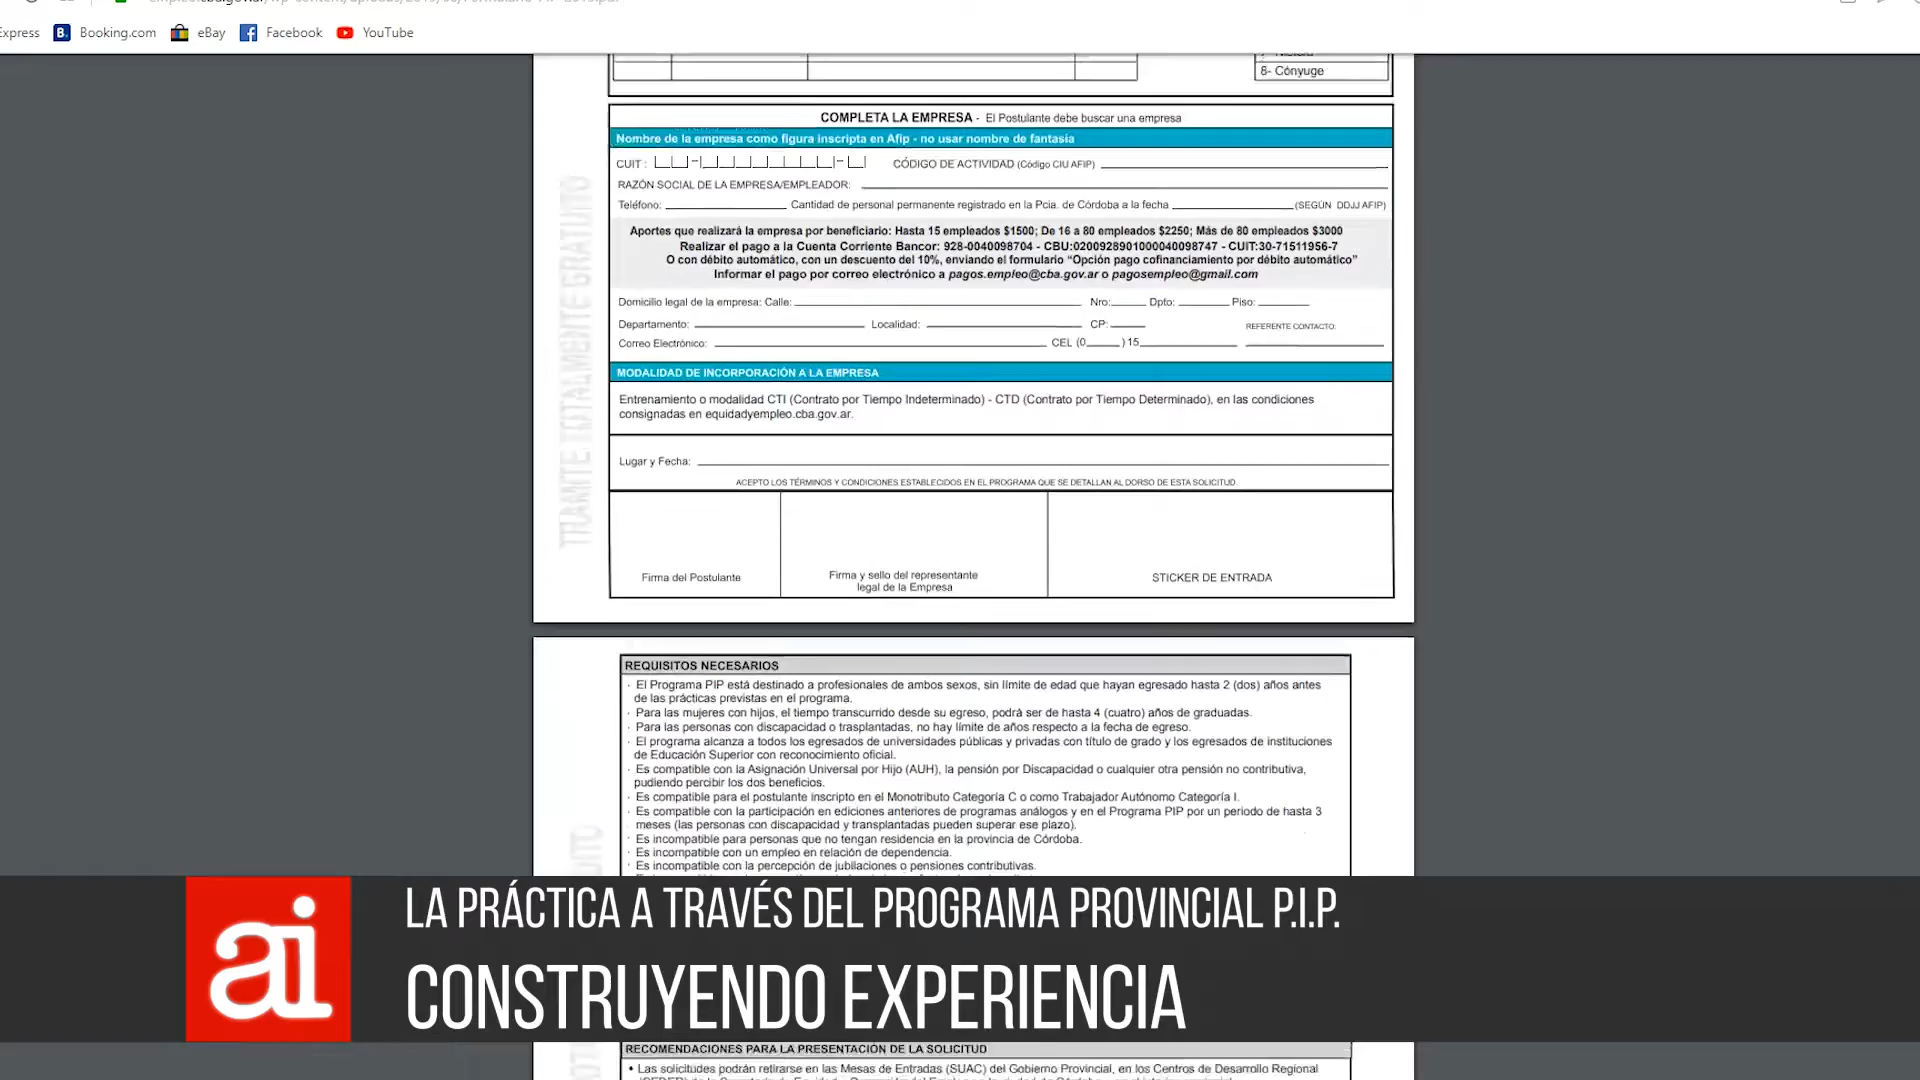 Express Booking.com eBay Facebook YouTube
8- Cónyuge
COMPLETA LA EMPRESA - El Postulante debe buscar una empresa
Nombre de la empresa como figura inscripta en Afip - no usar nombre de fantasía
CUIT : CÓDIGO DE ACTIVIDAD (Código CIU AFIP)
RAZÓN SOCIAL DE LA EMPRESA/EMPLEADOR:
Teléfono: Cantidad de personal permanente registrado en la Pcia. de Córdoba a la fecha (SEGÚN DDJJ AFIP)
Aportes que realizará la empresa por beneficiario: Hasta 15 empleados $1500; De 16 a 80 empleados $2250; Más de 80 empleados $3000
Realizar el pago a la Cuenta Corriente Bancor: 928-0040098704 - CBU:0200928901000040098747 - CUIT:30-71511956-7
O con débito automático, con un descuento del 10%, enviando el formulario “Opción pago cofinanciamiento por débito automático”
Informar el pago por correo electrónico a pagos.empleo@cba.gov.ar o pagosempleo@gmail.com
Domicilio legal de la empresa: Calle: Nro: Dpto: Piso:
Departamento: Localidad: CP: REFERENTE CONTACTO:
Correo Electrónico: CEL (0 ) 15
MODALIDAD DE INCORPORACIÓN A LA EMPRESA
Entrenamiento o modalidad CTI (Contrato por Tiempo Indeterminado) - CTD (Contrato por Tiempo Determinado), en las condiciones
consignadas en equidadyempleo.cba.gov.ar.
Lugar y Fecha:
ACEPTO LOS TÉRMINOS Y CONDICIONES ESTABLECIDOS EN EL PROGRAMA QUE SE DETALLAN AL DORSO DE ESTA SOLICITUD.
Firma del Postulante
Firma y sello del representante
legal de la Empresa
STICKER DE ENTRADA
TRAMITE TOTALMENTE GRATUITO
REQUISITOS NECESARIOS
· El Programa PIP está destinado a profesionales de ambos sexos, sin límite de edad que hayan egresado hasta 2 (dos) años antes
de las prácticas previstas en el programa.
· Para las mujeres con hijos, el tiempo transcurrido desde su egreso, podrá ser de hasta 4 (cuatro) años de graduadas.
· Para las personas con discapacidad o trasplantadas, no hay límite de años respecto a la fecha de egreso.
· El programa alcanza a todos los egresados de universidades públicas y privadas con título de grado y los egresados de instituciones
de Educación Superior con reconocimiento oficial.
· Es compatible con la Asignación Universal por Hijo (AUH), la pensión por Discapacidad o cualquier otra pensión no contributiva,
pudiendo percibir los dos beneficios.
· Es compatible para el postulante inscripto en el Monotributo Categoría C o como Trabajador Autónomo Categoría I.
· Es compatible con la participación en ediciones anteriores de programas análogos y en el Programa PIP por un periodo de hasta 3
meses (las personas con discapacidad y transplantadas pueden superar ese plazo).
· Es incompatible para personas que no tengan residencia en la provincia de Córdoba.
· Es incompatible con un empleo en relación de dependencia.
· Es incompatible con la percepción de jubilaciones o pensiones contributivas.
ai
LA PRÁCTICA A TRAVÉS DEL PROGRAMA PROVINCIAL P.I.P.
CONSTRUYENDO EXPERIENCIA
RECOMENDACIONES PARA LA PRESENTACIÓN DE LA SOLICITUD
• Las solicitudes podrán retirarse en las Mesas de Entradas (SUAC) del Gobierno Provincial, en los Centros de Desarrollo Regional